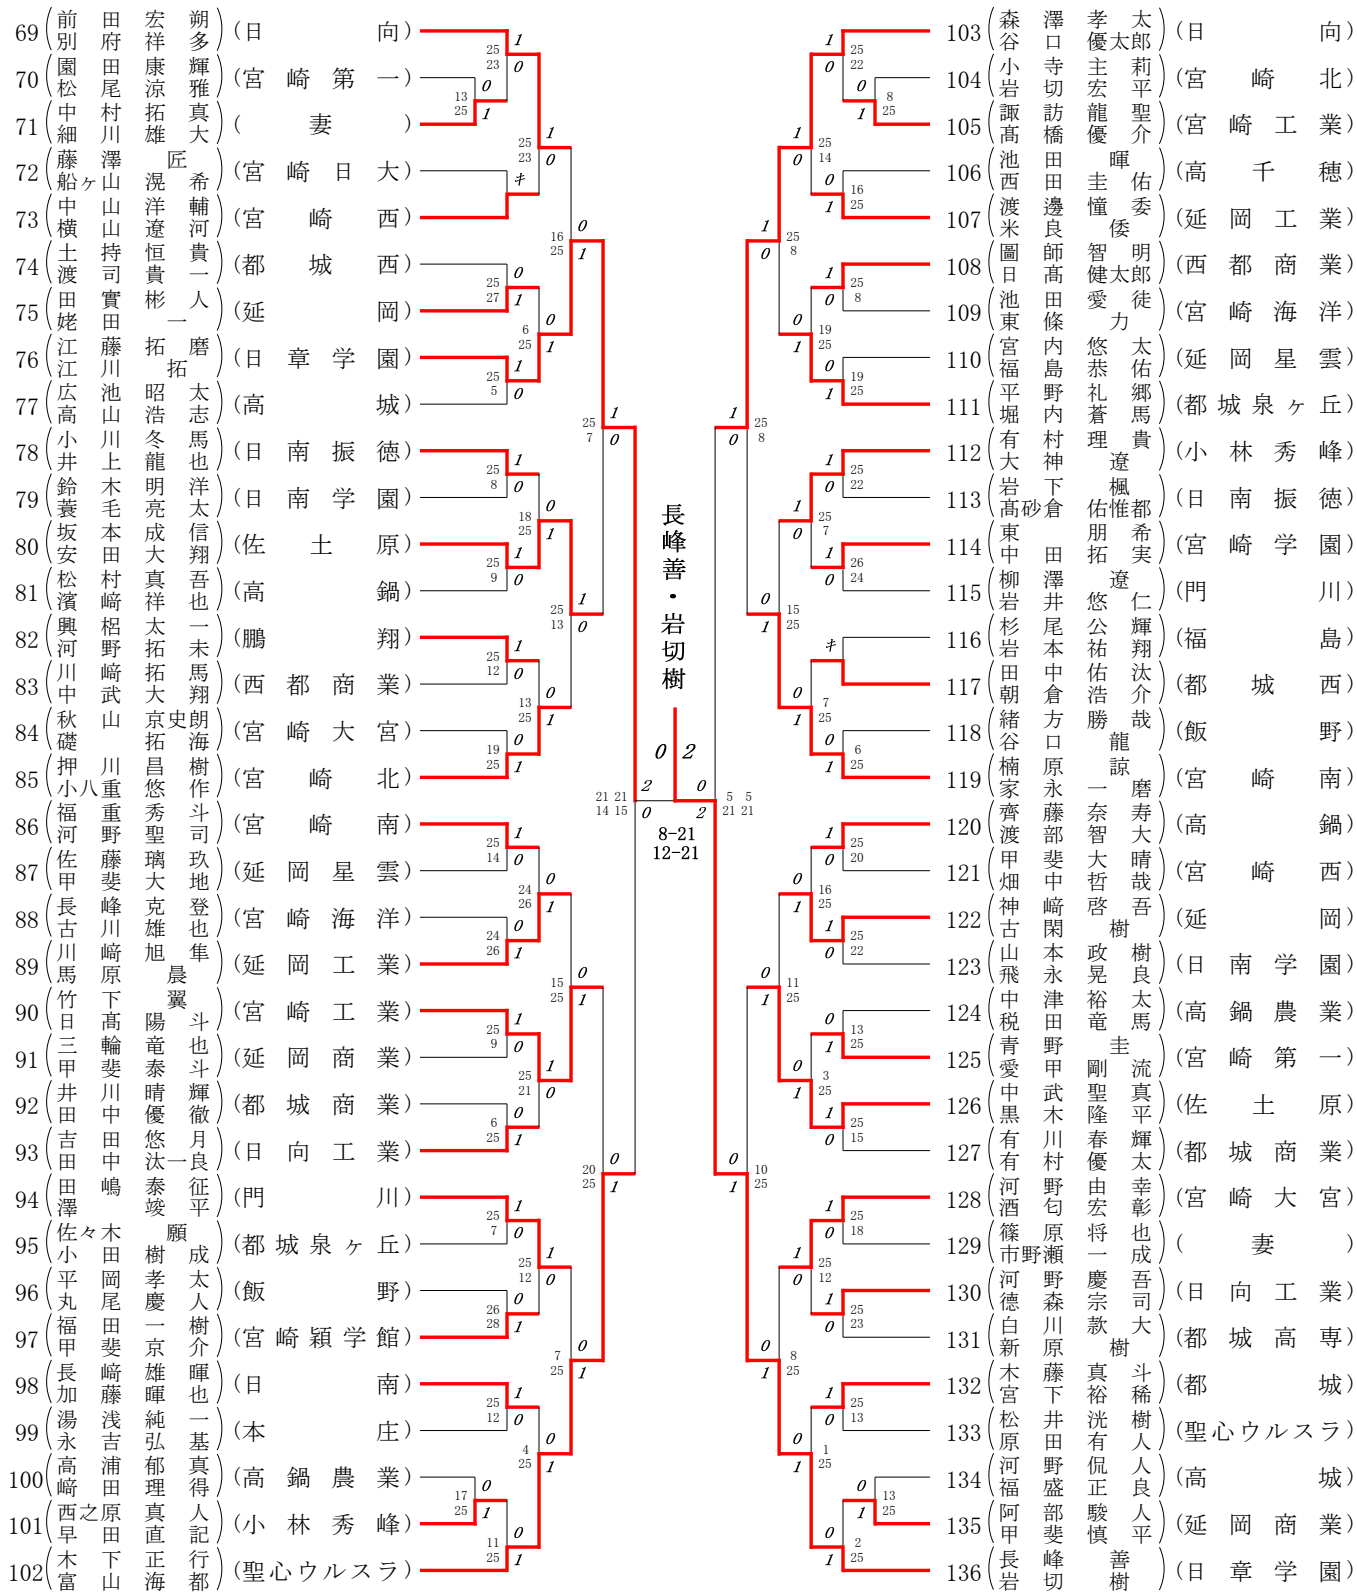 69 前田宏朔 別府祥多 (日向)
70 園田康輝 松尾涼雅 (宮崎第一)
71 中村拓真 細川雄大 (妻)
72 藤澤匠 船ヶ山滉希 (宮崎日大)
73 中山洋輔 横山遼河 (宮崎西)
74 土持恒貴 渡司貴一 (都城西)
75 田實彬人 姥田一 (延岡)
76 江藤拓磨 江川拓 (日章学園)
77 広池昭太 高山浩志 (高城)
78 小川冬馬 井上龍也 (日南振徳)
79 鈴木明洋 蓑毛亮太 (日南学園)
80 坂本成信 安田大翔 (佐土原)
81 松村真吾 濱﨑祥也 (高鍋)
82 興梠太一 河野拓未 (鵬翔)
83 川﨑拓馬 中武大翔 (西都商業)
84 秋山京史朗 礎拓海 (宮崎大宮)
85 押川昌樹 小八重悠作 (宮崎北)
86 福重秀斗 河野聖司 (宮崎南)
87 佐藤璃玖 甲斐大地 (延岡星雲)
88 長峰克登 古川雄也 (宮崎海洋)
89 川﨑旭隼 馬原晨 (延岡工業)
90 竹下翼 日髙陽斗 (宮崎工業)
91 三輪竜也 甲斐泰斗 (延岡商業)
92 井川晴輝 田中優徹 (都城商業)
93 吉田悠月 田中汰一良 (日向工業)
94 田嶋泰征 澤竣平 (門川)
95 佐々木願 小田樹成 (都城泉ヶ丘)
96 平岡孝太 丸尾慶人 (飯野)
97 福田一樹 甲斐京介 (宮崎穎学館)
98 長﨑雄暉 加藤暉也 (日南)
99 湯浅純一 永吉弘基 (本庄)
100 高浦郁真 﨑田理得 (高鍋農業)
101 西之原真人 早田直記 (小林秀峰)
102 木下正行 富山海都 (聖心ウルスラ)
長峰善・岩切樹
0 2
8-21
12-21
2 0
0 2
21 21
14 15
5 5
21 21
103 森澤孝太 谷口優太郎 (日向)
104 小寺主莉 岩切宏平 (宮崎北)
105 諏訪龍聖 髙橋優介 (宮崎工業)
106 池田暉 西田圭佑 (高千穂)
107 渡邊憧委 米良倭 (延岡工業)
108 圖師智明 日髙健太郎 (西都商業)
109 池田愛徒 東條力 (宮崎海洋)
110 宮内悠太 福島恭佑 (延岡星雲)
111 平野礼郷 堀内蒼馬 (都城泉ヶ丘)
112 有村理貴 大神遼 (小林秀峰)
113 岩下楓 髙砂倉佑惟都 (日南振徳)
114 東朋希 中田拓実 (宮崎学園)
115 柳澤遼 岩井悠仁 (門川)
116 杉尾公輝 岩本祐翔 (福島)
117 田中佑汰 朝倉浩介 (都城西)
118 緒方勝哉 谷口龍 (飯野)
119 楠原諒 家永一磨 (宮崎南)
120 齊藤奈寿 渡部智大 (高鍋)
121 甲斐大晴 畑中哲哉 (宮崎西)
122 神﨑啓吾 古閑樹 (延岡)
123 山本政樹 飛永晃良 (日南学園)
124 中津裕太 税田竜馬 (高鍋農業)
125 青野圭 愛甲剛流 (宮崎第一)
126 中武聖真 黒木隆平 (佐土原)
127 有川春輝 有村優太 (都城商業)
128 河野由幸 酒匂宏彰 (宮崎大宮)
129 篠原将也 市野瀬一成 (妻)
130 河野慶吾 德森宗司 (日向工業)
131 白川敦大 新原樹 (都城高専)
132 木藤真斗 宮下裕稀 (都城)
133 松井洸樹 原田有人 (聖心ウルスラ)
134 河野侃人 福盛正良 (高城)
135 阿部駿人 甲斐慎平 (延岡商業)
136 長峰善 岩切樹 (日章学園)